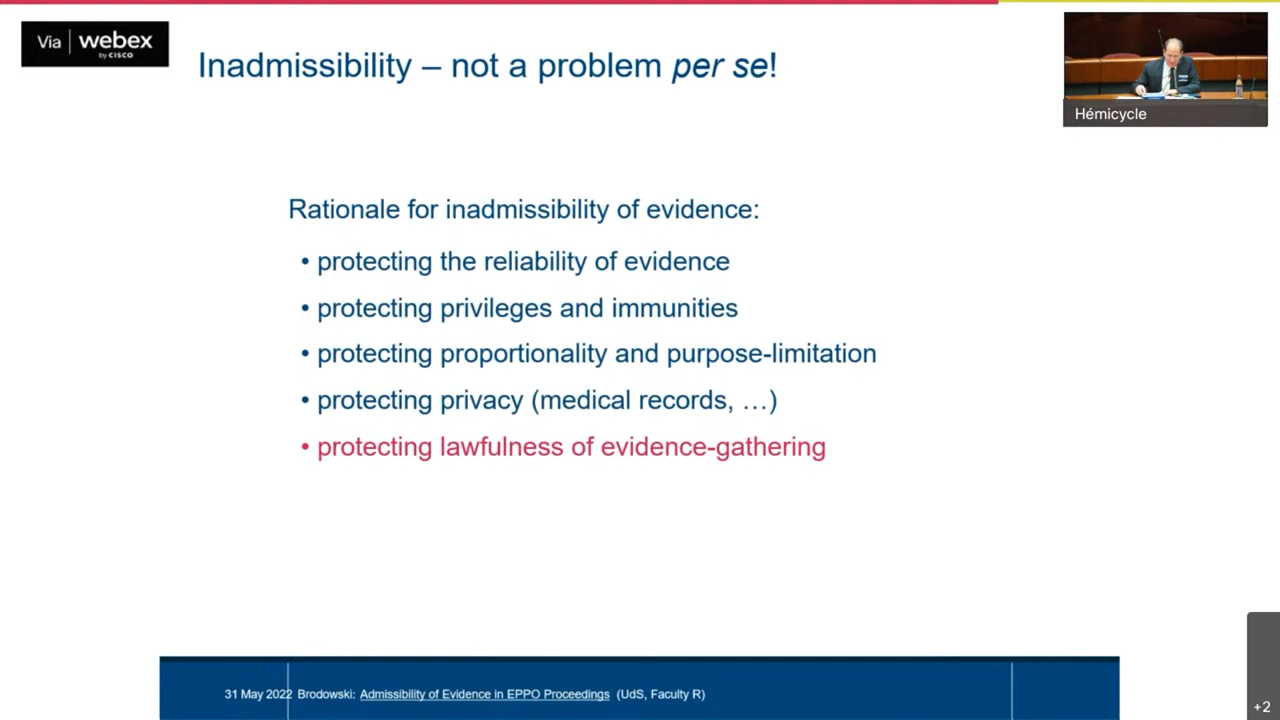 Via webex
by CISCO
Inadmissibility – not a problem per se!
Hémicycle
Rationale for inadmissibility of evidence:
• protecting the reliability of evidence
• protecting privileges and immunities
• protecting proportionality and purpose-limitation
• protecting privacy (medical records, …)
• protecting lawfulness of evidence-gathering
31 May 2022 Brodowski: Admissibility of Evidence in EPPO Proceedings (UdS, Faculty R)
+2